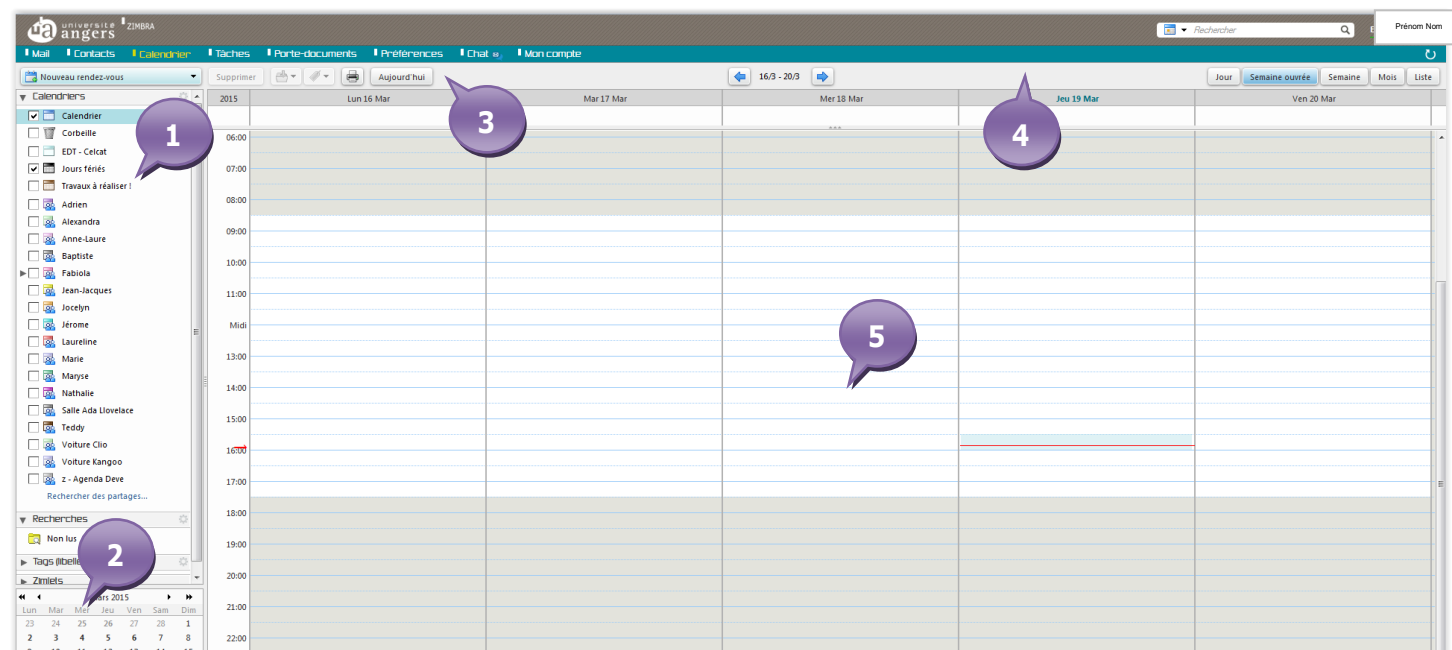 université angers ZIMBRA
Rechercher
Prénom Nom
Mail Contacts Calendrier Tâches Porte-documents Préférences Chat Mon compte
Nouveau rendez-vous Supprimer Aujourd'hui 16/3 - 20/3 Jour Semaine ouvrée Semaine Mois Liste
Calendriers
2015 Lun 16 Mar Mar 17 Mar Mer 18 Mar Jeu 19 Mar Ven 20 Mar
Calendrier
Corbeille
EDT - Celcat
Jours fériés
Travaux à réaliser !
Adrien
Alexandra
Anne-Laure
Baptiste
Fabiola
Jean-Jacques
Jocelyn
Jérome
Laureline
Marie
Maryse
Nathalie
Salle Ada Llovelace
Teddy
Voiture Clio
Voiture Kangoo
z - Agenda Deve
Rechercher des partages...
Recherches
Non lus
Tags
Zimlets
2015
Lun Mar Mer Jeu Ven Sam Dim
23 24 25 26 27 28 1
2 3 4 5 6 7 8
06:00
07:00
08:00
09:00
10:00
11:00
Midi
13:00
14:00
15:00
16:00
17:00
18:00
19:00
20:00
21:00
22:00
1
2
3
4
5